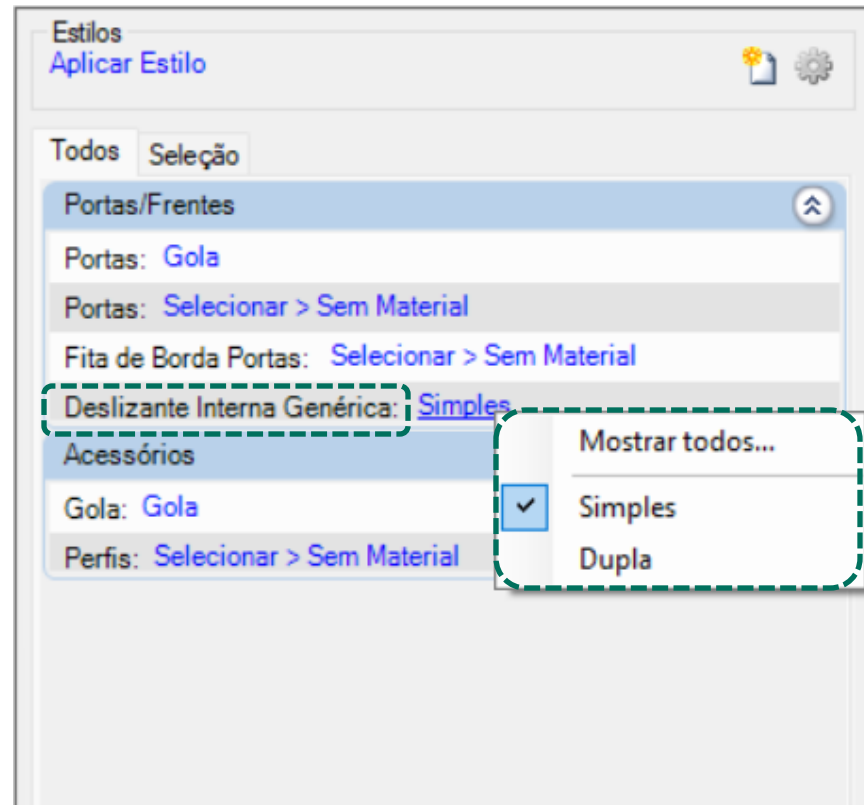 Estilos
Aplicar Estilo
Todos Seleção
Portas/Frentes
Portas: Gola
Portas: Selecionar > Sem Material
Fita de Borda Portas: Selecionar > Sem Material
Deslizante Interna Genérica: Simples
Mostrar todos...
Acessórios
Gola: Gola
Simples
Perfis: Selecionar > Sem Material
Dupla